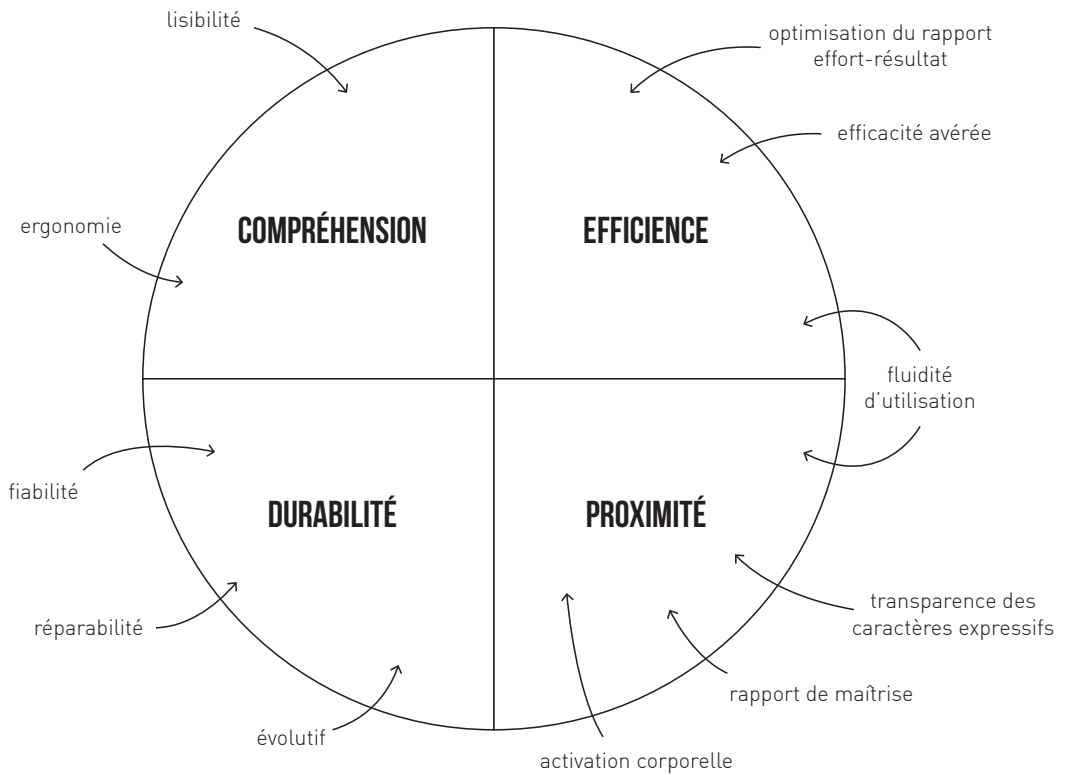 lisibilité
optimisation du rapport
effort-résultat
efficacité avérée
ergonomie
COMPRÉHENSION
EFFICIENCE
fluidité
d'utilisation
fiabilité
DURABILITÉ
PROXIMITÉ
transparence des
caractères expressifs
réparabilité
rapport de maîtrise
évolutif
activation corporelle